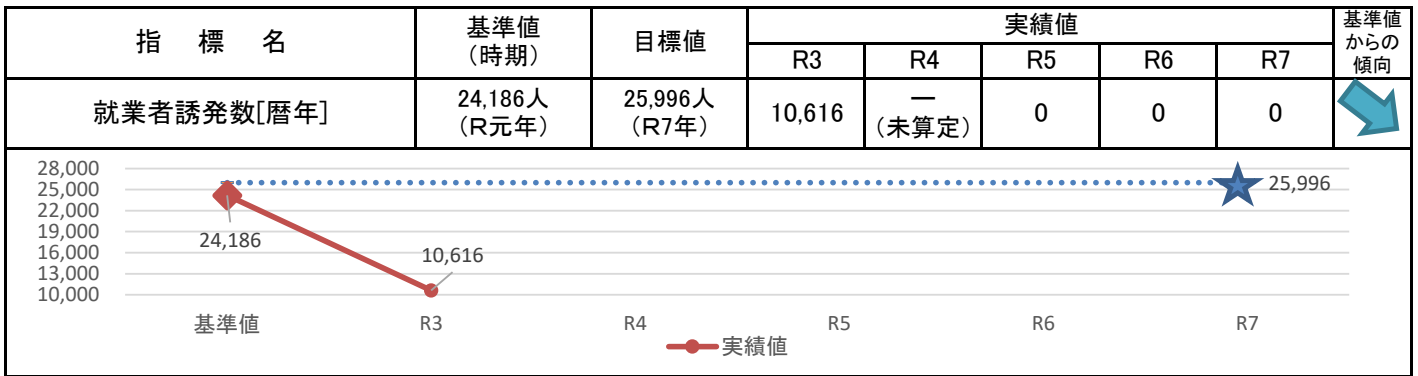 指 標 名
基準値
（時期）
目標値
実績値
基準値
からの
傾向
R3 R4 R5 R6 R7
就業者誘発数[暦年]
24,186人
（R元年）
25,996人
（R7年）
10,616
―
（未算定）
0 0 0
28,000
25,000
22,000
19,000
16,000
13,000
10,000
24,186
10,616
25,996
基準値 R3 R4 R5 R6 R7
実績値